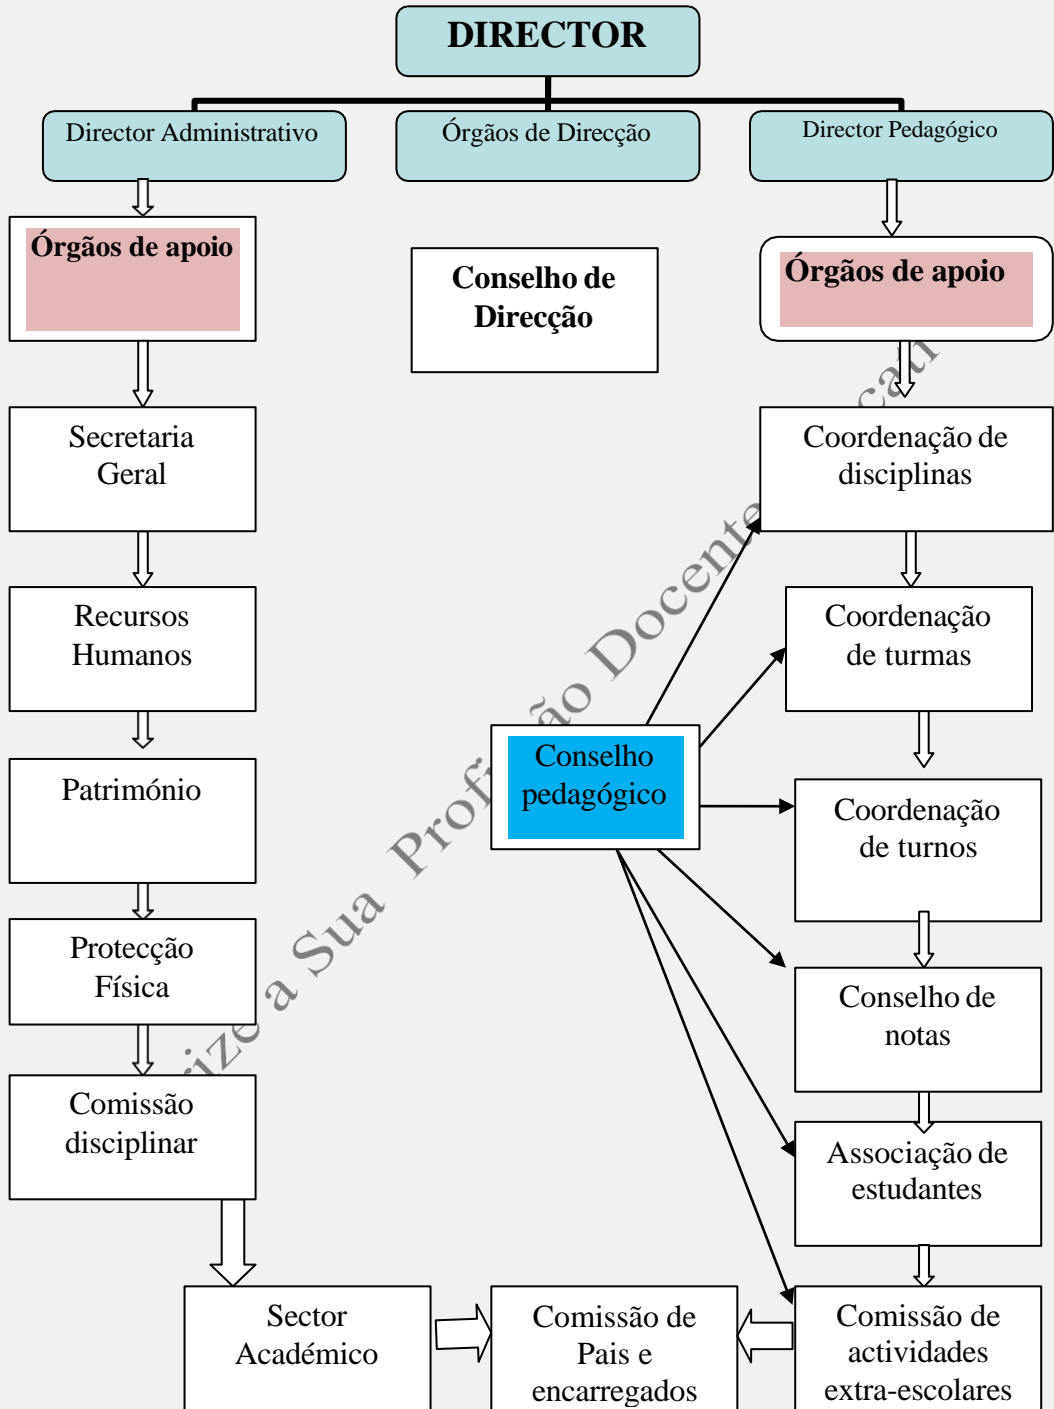 DIRECTOR
Director Administrativo
Órgãos de Direcção
Director Pedagógico
Órgãos de apoio
Conselho de
Direcção
Órgãos de apoio
Secretaria
Geral
Coordenação de
disciplinas
Recursos
Humanos
Coordenação
de turmas
Conselho
pedagógico
Património
Coordenação
de turnos
Protecção
Física
Conselho de
notas
Comissão
disciplinar
Associação de
estudantes
Sector
Académico
Comissão de
Pais e
encarregados
Comissão de
actividades
extra-escolares
a Sua Docente